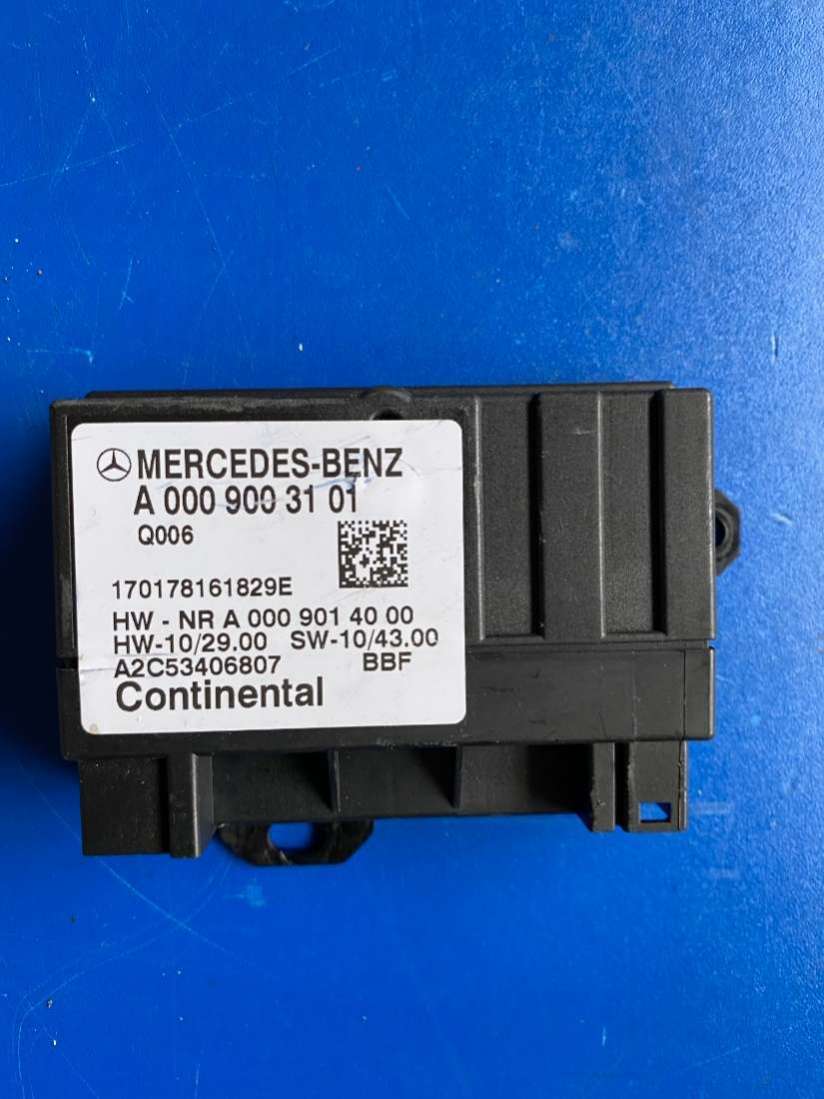 MERCEDES-BENZ
A 000 900 31 01
Q006
170178161829E
HW - NR A 000 901 40 00
HW-10/29.00 SW-10/43.00
A2C53406807 BBF
Continental